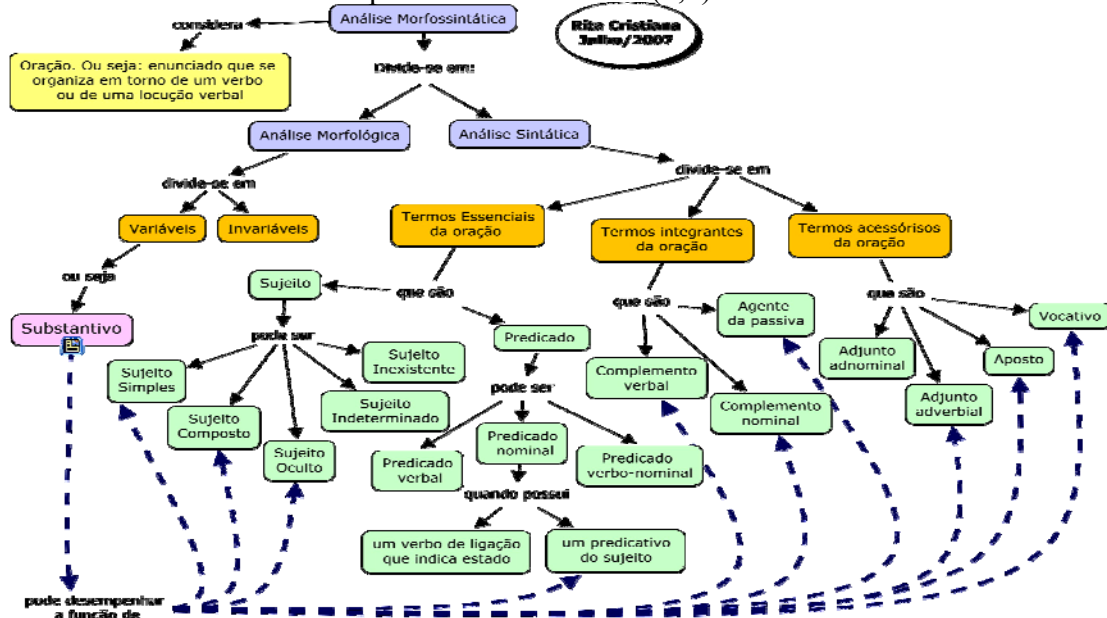 Análise Morfossintática
considera
Rita Cristiana
Julho/2007
Oração. Ou seja: enunciado que se
organiza em torno de um verbo
ou de uma locução verbal
Divide-se em:
Análise Morfológica
Análise Sintática
divide-se em
divide-se em
Variáveis
Invariáveis
Termos Essenciais
da oração
Termos integrantes
da oração
Termos acessórisos
da oração
ou seja
Sujeito
que são
que são
que são
Substantivo
pode ser
Predicado
Agente
da passiva
Vocativo
Sujeito
Simples
Sujeito
Inexistente
Complemento
verbal
Adjunto
adnominal
Aposto
Sujeito
Composto
Sujeito
Indeterminado
pode ser
Complemento
nominal
Adjunto
adverbial
Sujeito
Oculto
Predicado
verbal
Predicado
nominal
Predicado
verbo-nominal
quando possui
um verbo de ligação
que indica estado
um predicativo
do sujeito
pode desempenhar
a função de